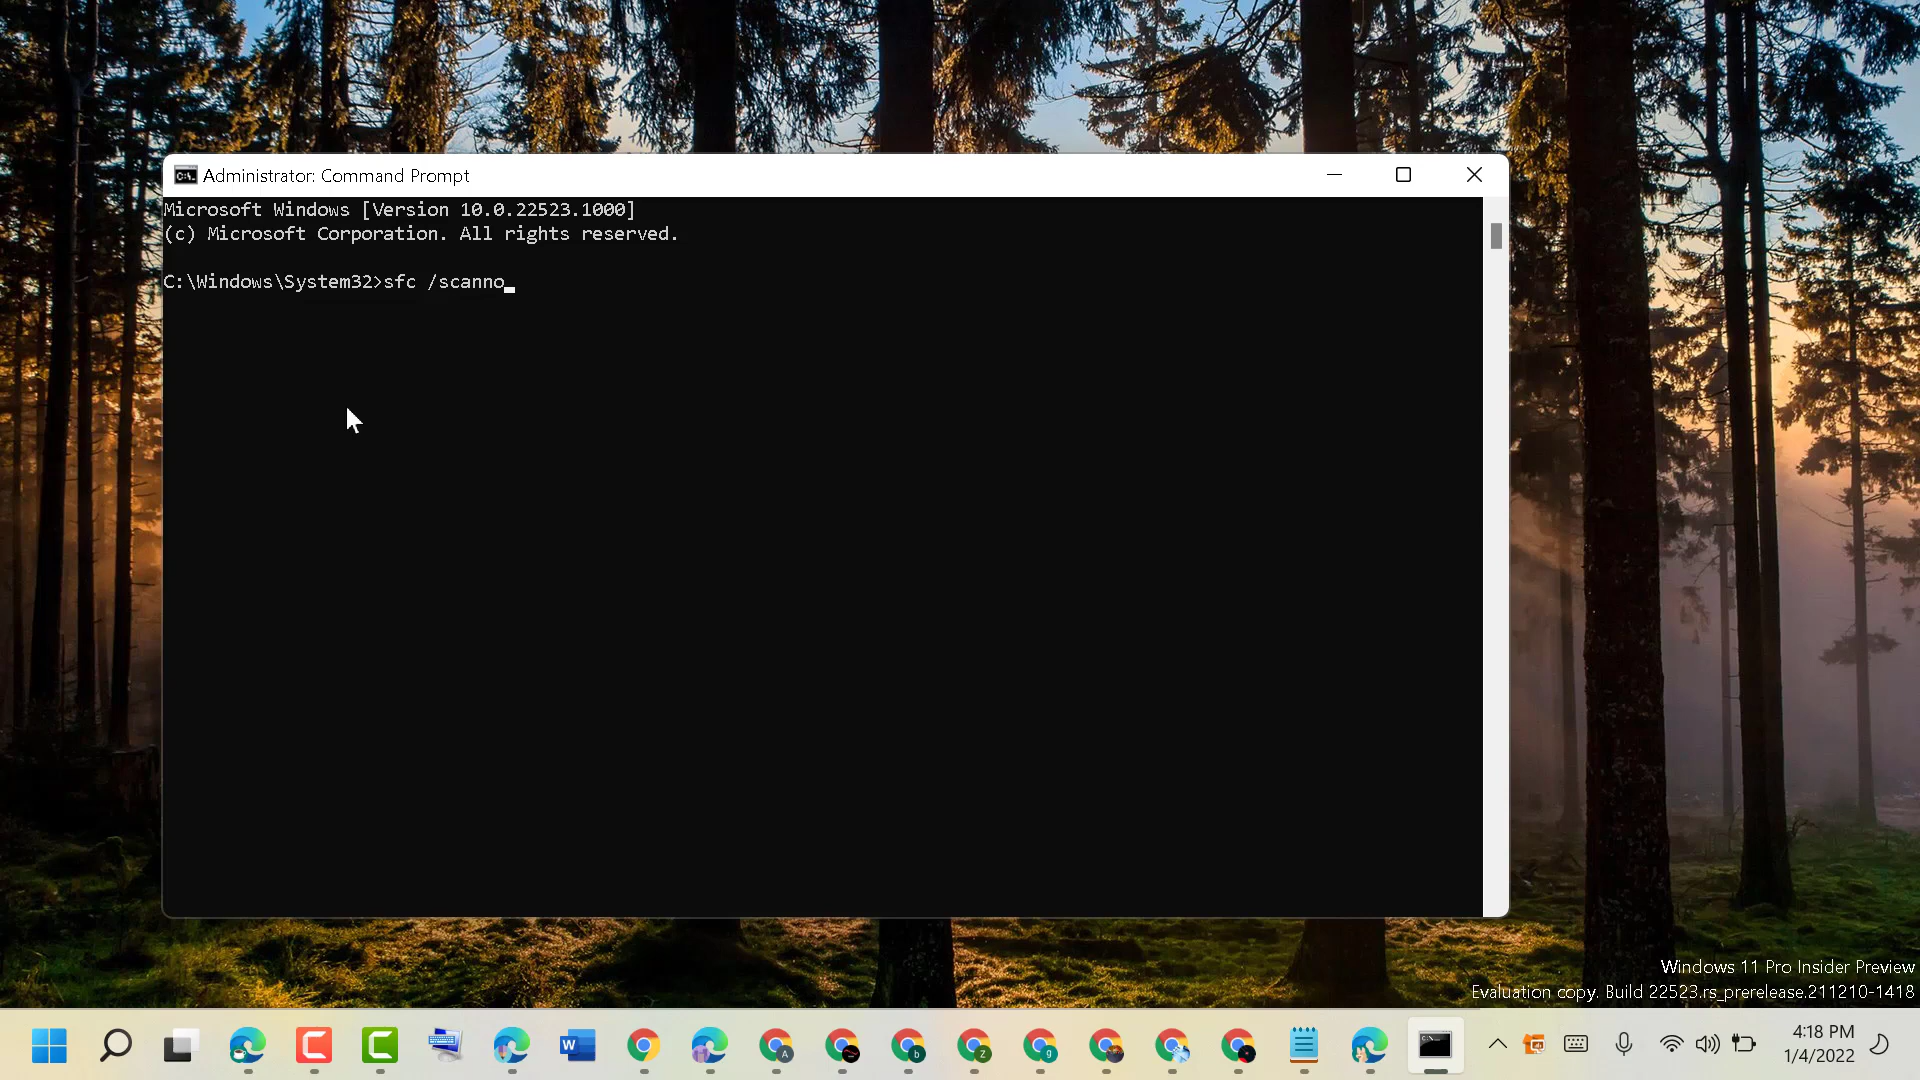 Administrator: Command Prompt
Microsoft Windows [Version 10.0.22523.1000]
(c) Microsoft Corporation. All rights reserved.
C:\Windows\System32>sfc /scanno
Windows 11 Pro Insider Preview
Evaluation copy. Build 22523.rs_prerelease.211210-1418
4:18 PM
1/4/2022